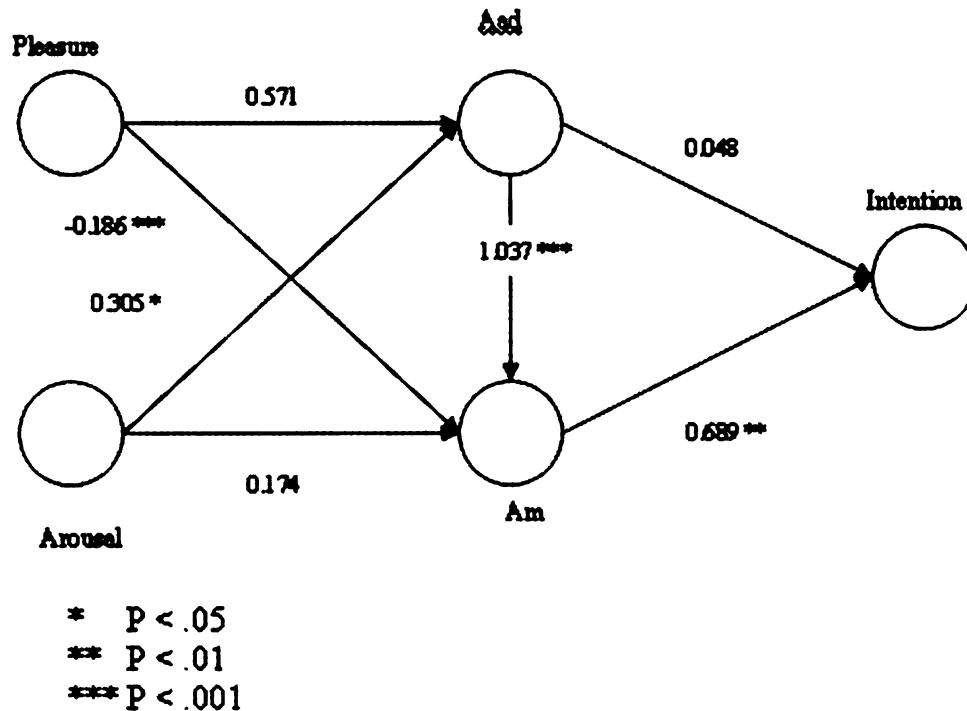 Aad
Pleasure
0.571
0.048
-0.186 ***
Intention
1.037 ***
0.305 *
0.689 **
0.174
Am
Arousal
* P < .05
** P < .01
*** P < .001